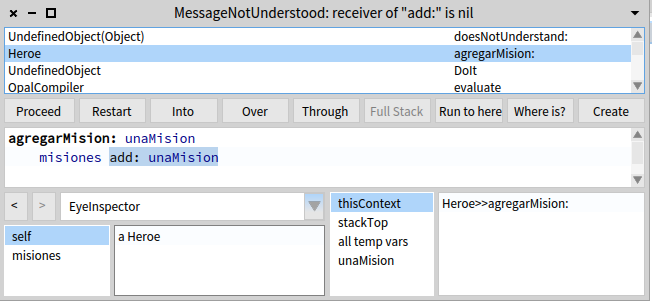 MessageNotUnderstood: receiver of "add:" is nil
UndefinedObject(Object) doesNotUnderstand:
Heroe agregarMision:
UndefinedObject DoIt
OpalCompiler evaluate
Proceed Restart Into Over Through Full Stack Run to here Where is? Create
agregarMision: unaMision
misiones add: unaMision
< > EyeInspector
self
misiones
a Heroe
thisContext
stackTop
all temp vars
unaMision
Heroe>>agregarMision: